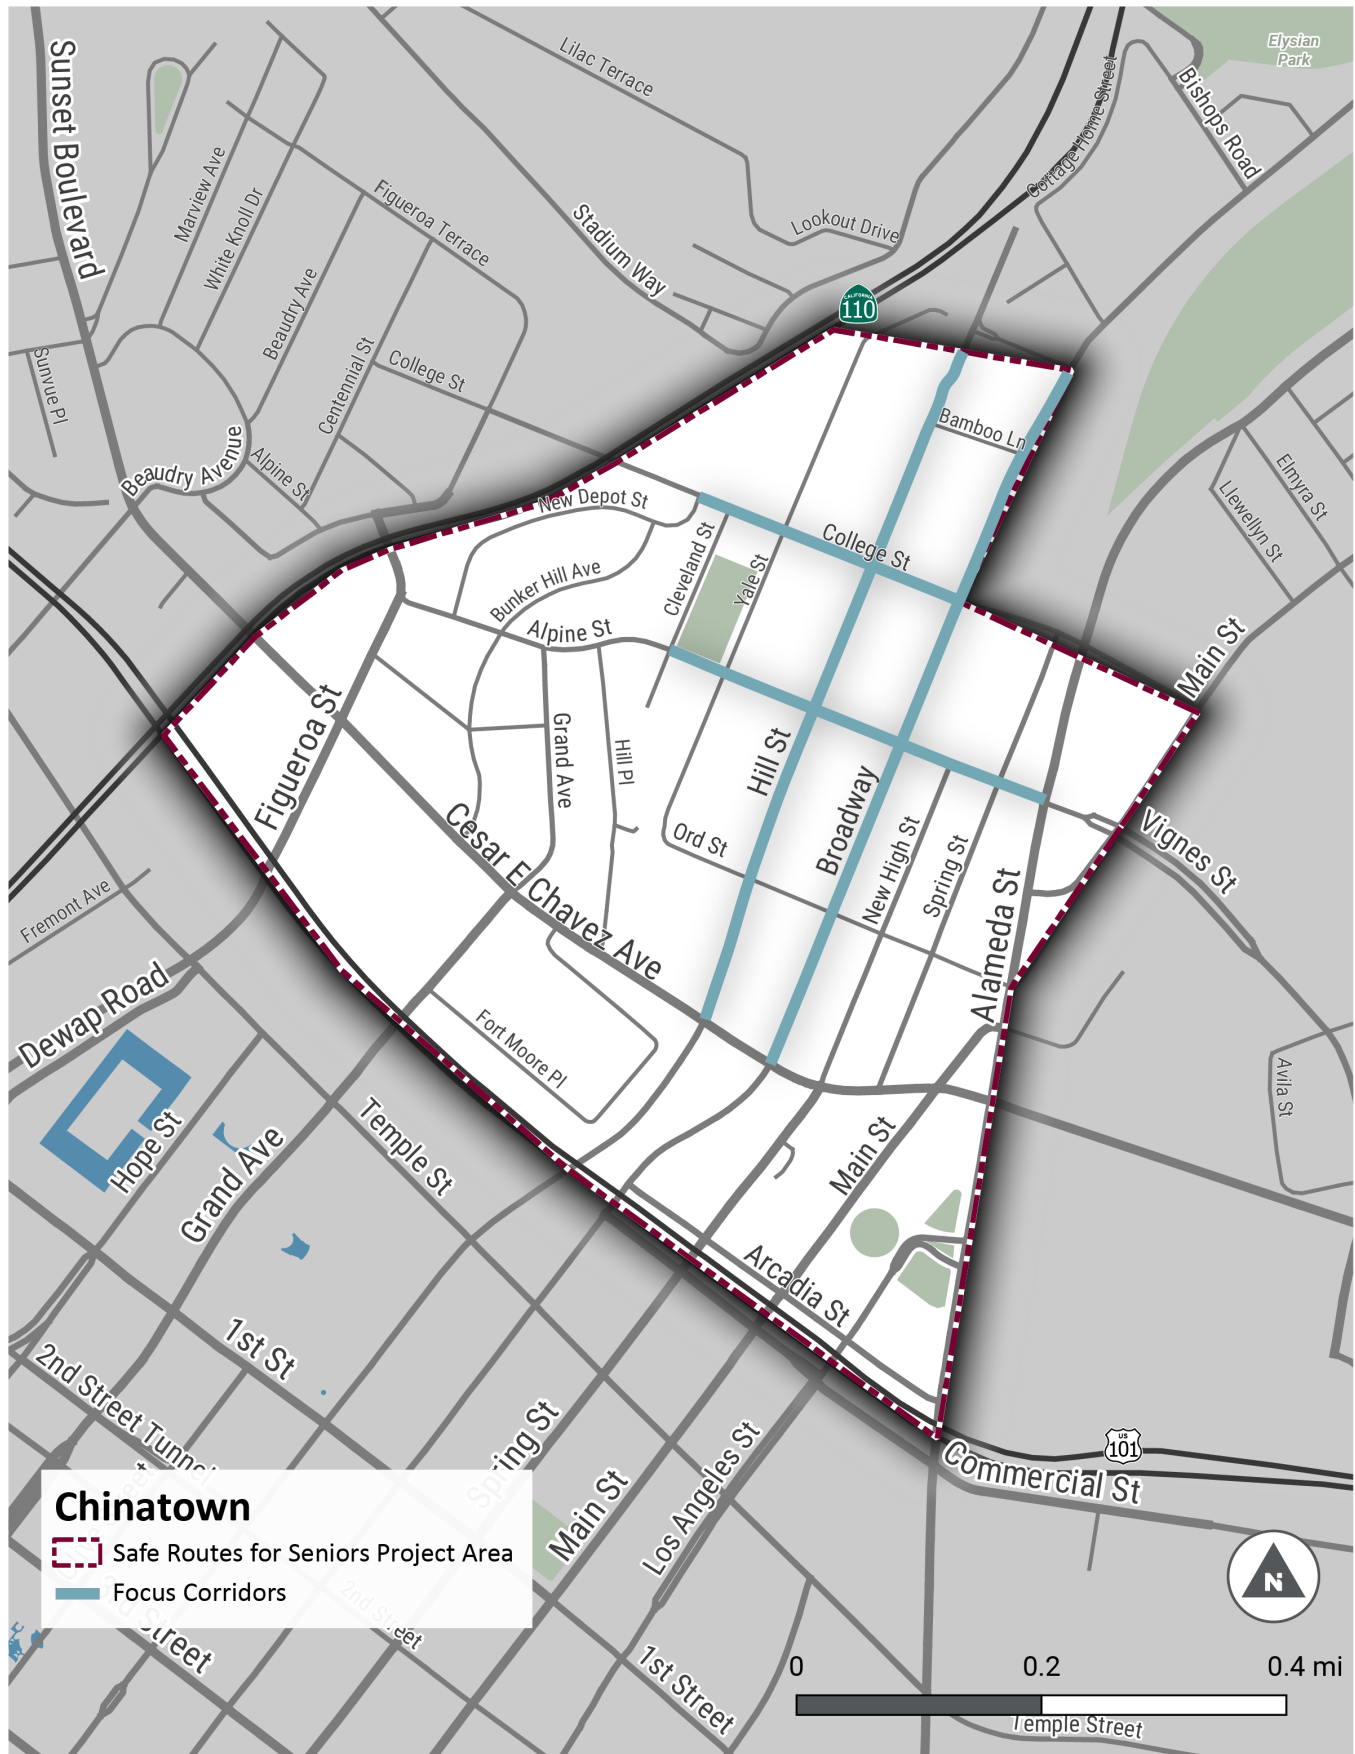 Elysian
Park
Sunset Boulevard
Lilac Terrace
Bishops Road
Cottage Home Street
Marview Ave
White Knoll Dr
Figueroa Terrace
Stadium Way
Lookout Drive
Beaudry Ave
CALIFORNIA
110
Sunvue Pl
Centennial St
College St
Bamboo Ln
Beaudry Avenue
Alpine St
New Depot St
Elmyra St
Llewellyn St
College St
Cleveland St
Yale St
Bunker Hill Ave
Alpine St
Main St
Figueroa St
Grand Ave
Hill Pl
Hill St
Broadway
Cesar E Chavez Ave
Ord St
New High St
Spring St
Vignes St
Alameda St
Fremont Ave
Dewap Road
Fort Moore Pl
Avila St
Hope St
Grand Ave
Temple St
Main St
Arcadia St
1st St
2nd Street Tunnel
Spring St
Main St
Los Angeles St
US
101
Commercial St
Chinatown
Safe Routes for Seniors Project Area
Focus Corridors
2nd Street
3rd Street
1st Street
N
0 0.2 0.4 mi
Temple Street